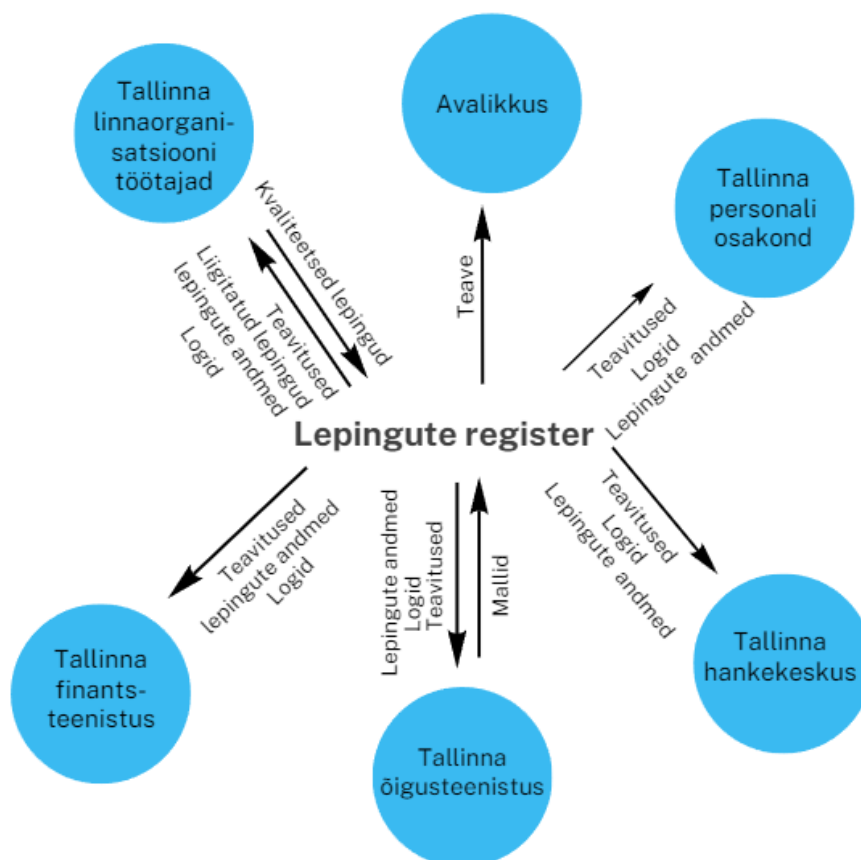 Tallinna
linnaorgani-
satsiooni
töötajad
Avalikkus
Tallinna
personali
osakond
Kvaliteetsed lepingud
Teavitused
Liigitatud lepingud
lepingute andmed
Logid
Teave
Teavitused
Logid
Lepingute andmed
Lepingute register
Teavitused
lepingute andmed
Logid
Lepingute andmed
Logid
Teavitused
Mallid
Teavitused
Logid
Lepingute andmed
Tallinna
finants-
teenistus
Tallinna
õigusteenistus
Tallinna
hankekeskus